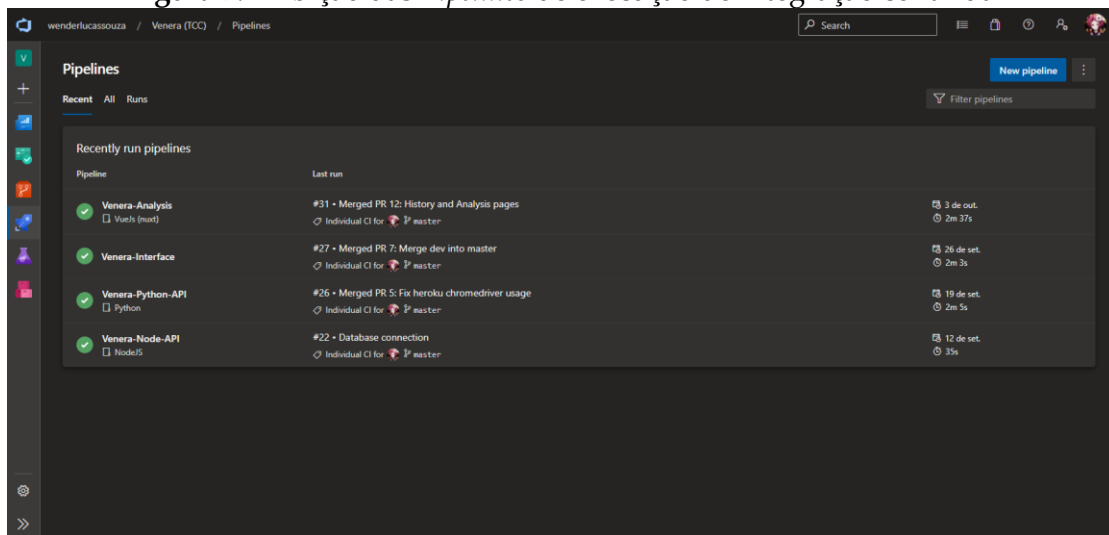 wenderlucassouza / Venera (TCC) / Pipelines
Search
V
Pipelines
New pipeline
Recent All Runs
Filter pipelines
Recently run pipelines
Pipeline Last run
Venera-Analysis #31 • Merged PR 12: History and Analysis pages 3 de out.
VueJs (nuxt) Individual CI for master 2m 37s
Venera-Interface #27 • Merged PR 7: Merge dev into master 26 de set.
Individual CI for master 2m 3s
Venera-Python-API #26 • Merged PR 5: Fix heroku chromedriver usage 19 de set.
Python Individual CI for master 2m 5s
Venera-Node-API #22 • Database connection 12 de set.
NodeJS Individual CI for master 35s